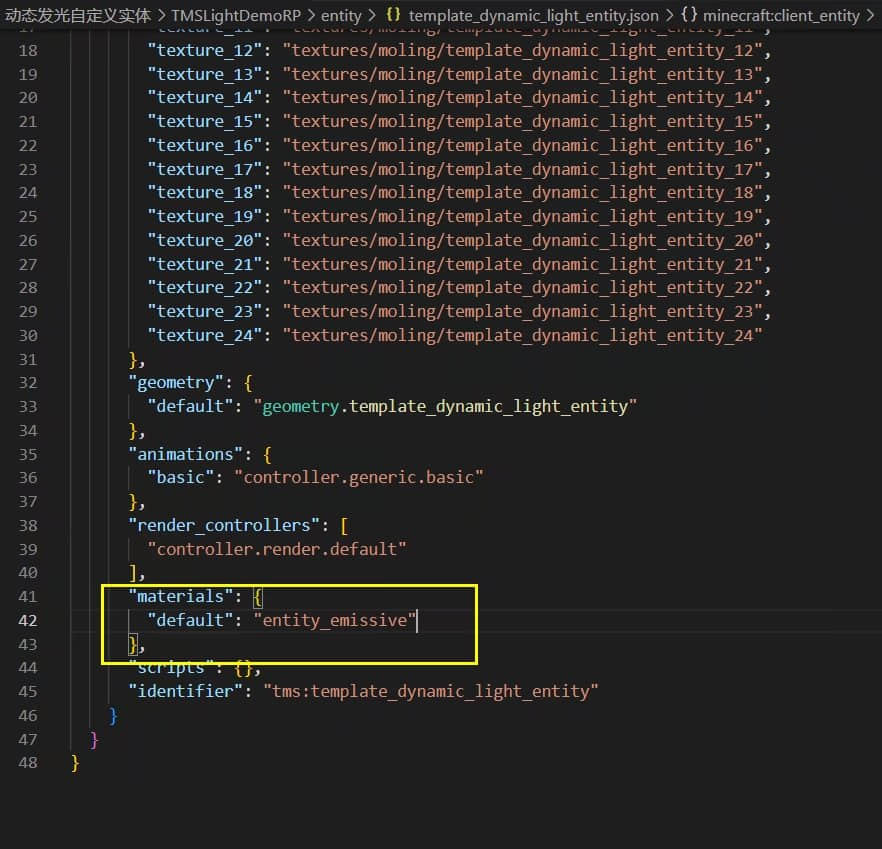 动态发光自定义实体 > TMSLightDemoRP > entity > {} template_dynamic_light_entity.json > {} minecraft:client_entity >
18 "texture_12": "textures/moling/template_dynamic_light_entity_12",
19 "texture_13": "textures/moling/template_dynamic_light_entity_13",
20 "texture_14": "textures/moling/template_dynamic_light_entity_14",
21 "texture_15": "textures/moling/template_dynamic_light_entity_15",
22 "texture_16": "textures/moling/template_dynamic_light_entity_16",
23 "texture_17": "textures/moling/template_dynamic_light_entity_17",
24 "texture_18": "textures/moling/template_dynamic_light_entity_18",
25 "texture_19": "textures/moling/template_dynamic_light_entity_19",
26 "texture_20": "textures/moling/template_dynamic_light_entity_20",
27 "texture_21": "textures/moling/template_dynamic_light_entity_21",
28 "texture_22": "textures/moling/template_dynamic_light_entity_22",
29 "texture_23": "textures/moling/template_dynamic_light_entity_23",
30 "texture_24": "textures/moling/template_dynamic_light_entity_24"
31 },
32 "geometry": {
33 "default": "geometry.template_dynamic_light_entity"
34 },
35 "animations": {
36 "basic": "controller.generic.basic"
37 },
38 "render_controllers": [
39 "controller.render.default"
40 ],
41 "materials": {
42 "default": "entity_emissive"
43 },
44 "scripts": {},
45 "identifier": "tms:template_dynamic_light_entity"
46 }
47 }
48 }